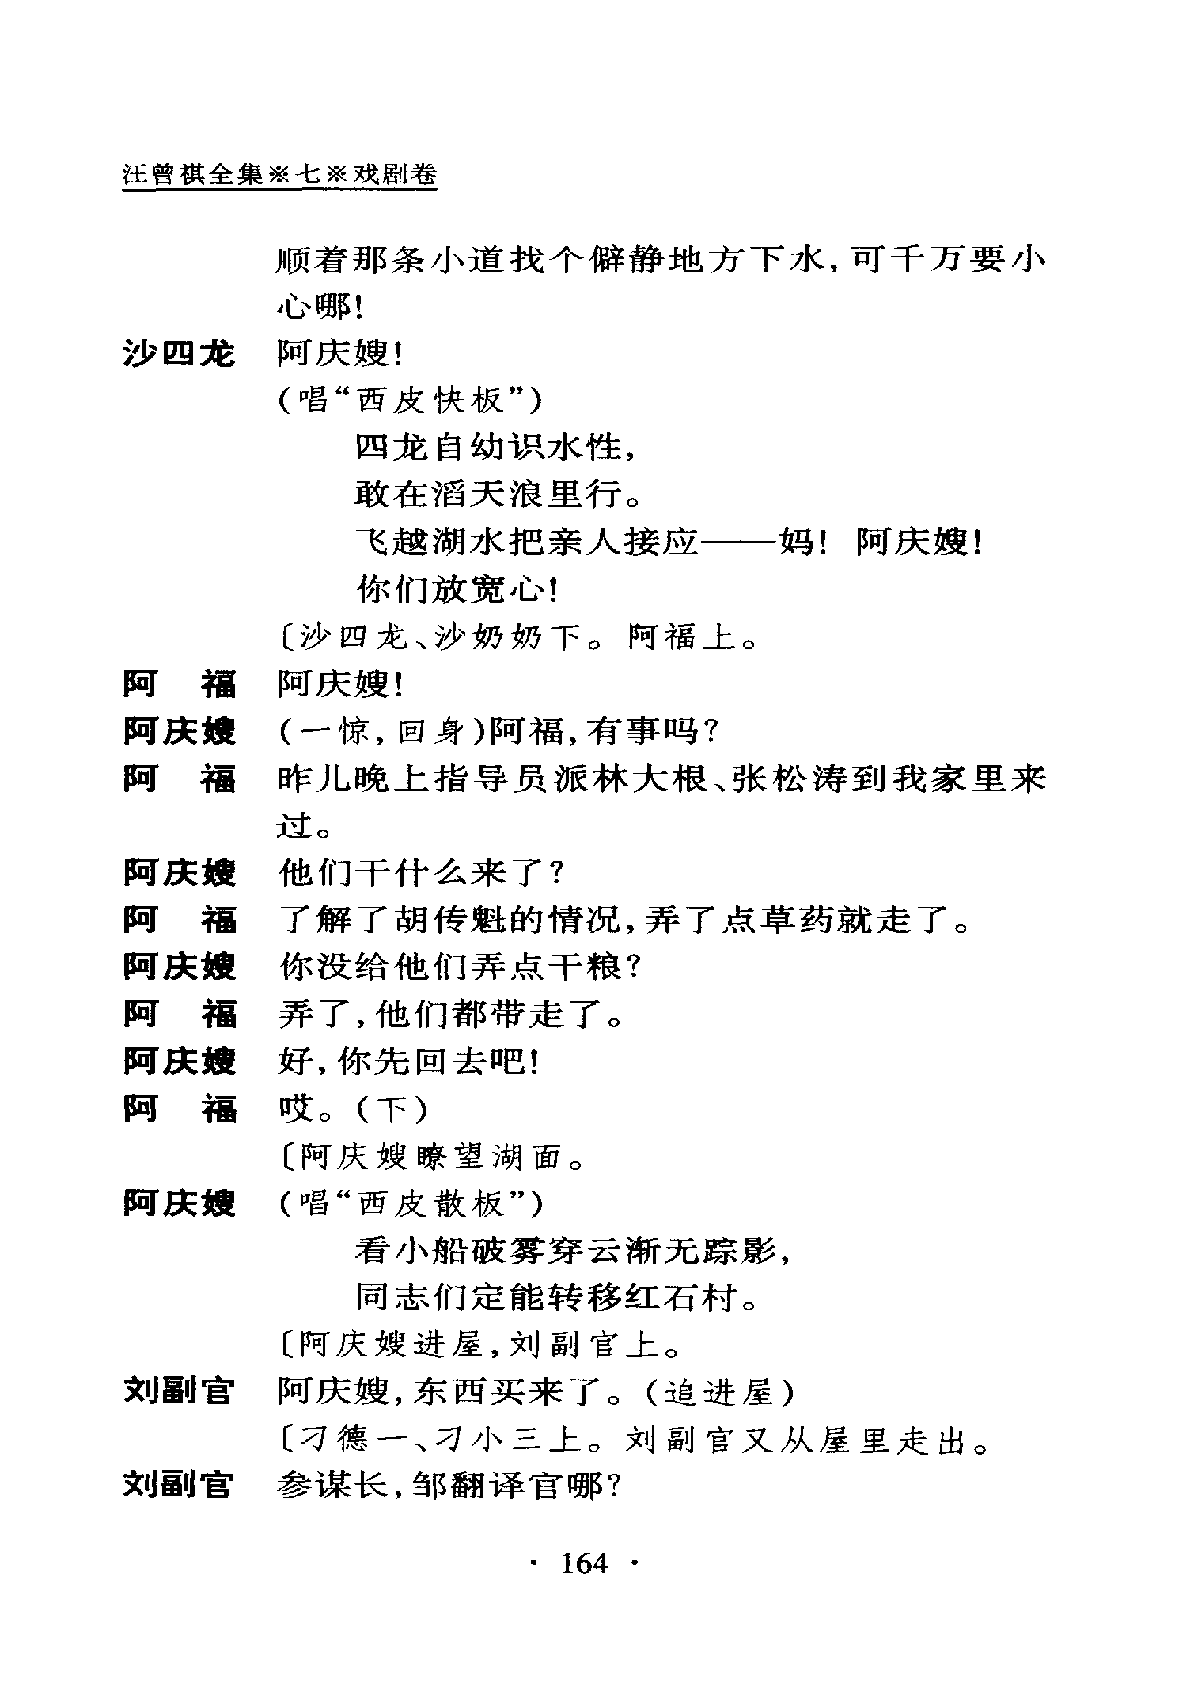 汪曾祺全集※七※戏剧卷
顺着那条小道找个僻静地方下水,可千万要小
心哪!
沙四龙 阿庆嫂!
(唱“西皮快板”)
四龙自幼识水性,
敢在滔天浪里行。
飞越湖水把亲人接应——妈! 阿庆嫂!
你们放宽心!
〔沙四龙、沙奶奶下。阿福上。
阿 福 阿庆嫂!
阿庆嫂 (一惊,回身)阿福,有事吗?
阿 福 昨儿晚上指导员派林大根、张松涛到我家里来
过。
阿庆嫂 他们干什么来了?
阿 福 了解了胡传魁的情况,弄了点草药就走了。
阿庆嫂 你没给他们弄点干粮?
阿 福 弄了,他们都带走了。
阿庆嫂 好,你先回去吧!
阿 福 哎。(下)
〔阿庆嫂瞭望湖面。
阿庆嫂 (唱“西皮散板”)
看小船破雾穿云渐无踪影,
同志们定能转移红石村。
〔阿庆嫂进屋,刘副官上。
刘副官 阿庆嫂,东西买来了。(追进屋)
〔刁德一、刁小三上。刘副官又从屋里走出。
刘副官 参谋长,邹翻译官哪?
· 164 ·